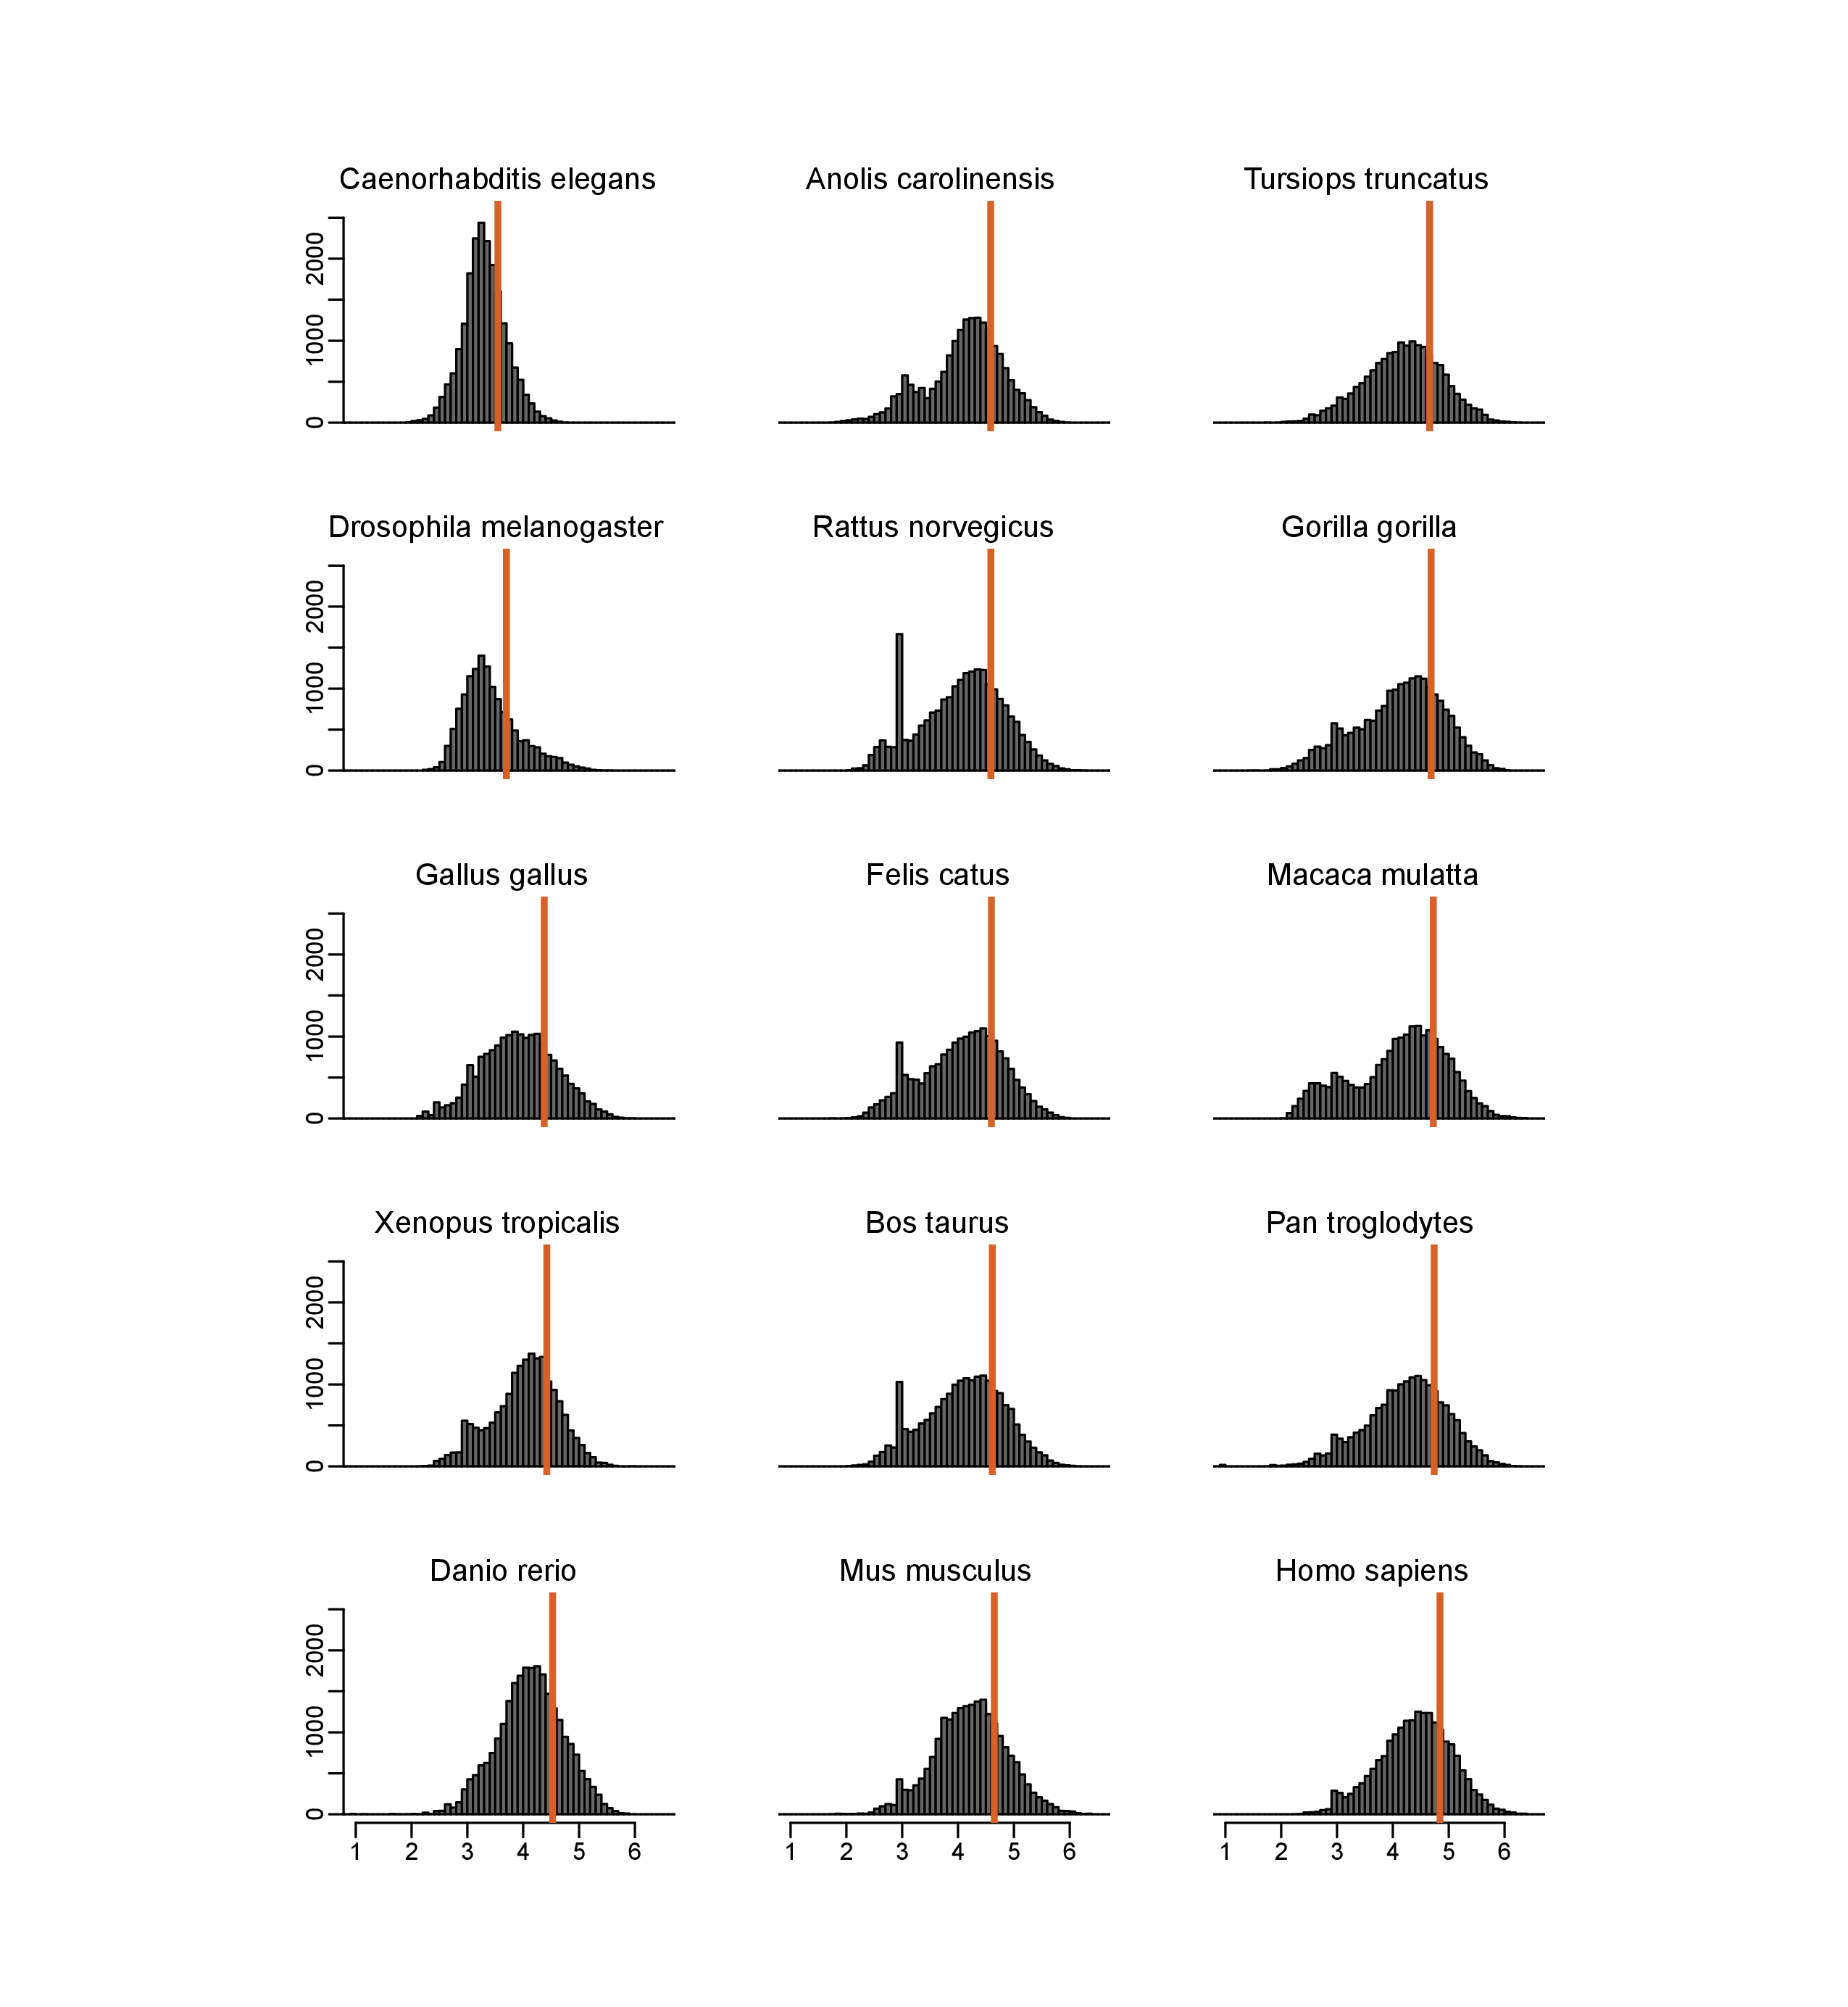 Caenorhabditis elegans
Anolis carolinensis
Tursiops truncatus
0 1000 2000
Drosophila melanogaster
Rattus norvegicus
Gorilla gorilla
0 1000 2000
Gallus gallus
Felis catus
Macaca mulatta
0 1000 2000
Xenopus tropicalis
Bos taurus
Pan troglodytes
0 1000 2000
Danio rerio
Mus musculus
Homo sapiens
0 1000 2000
1 2 3 4 5 6
1 2 3 4 5 6
1 2 3 4 5 6